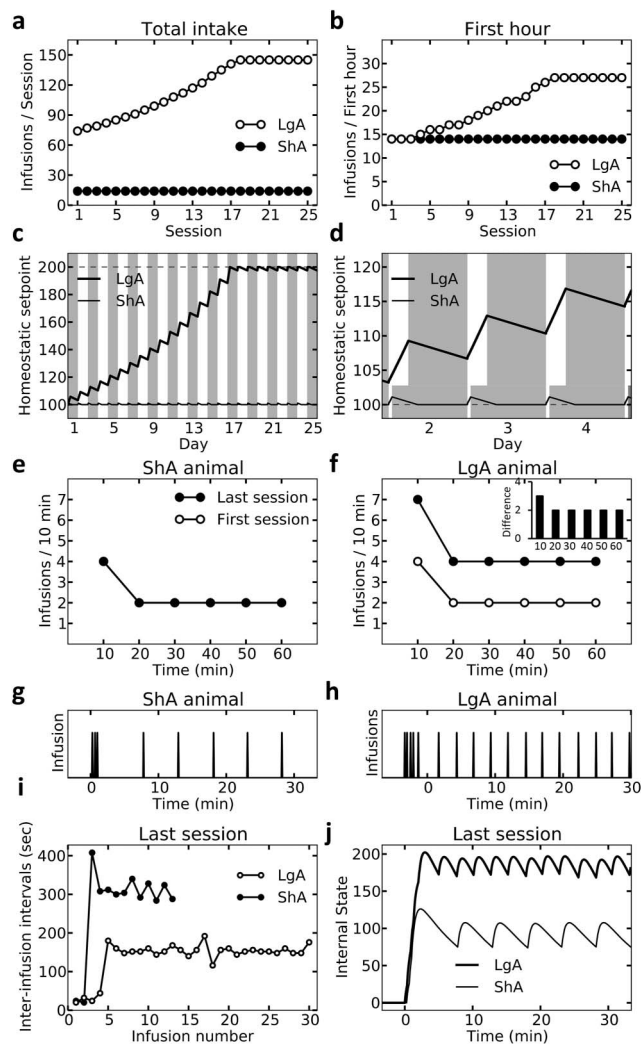 a
Total intake
Infusions / Session
150
120
90
60
30
0
LgA
ShA
1 5 9 13 17 21 25
Session
b
First hour
Infusions / First hour
30
25
20
15
10
5
0
LgA
ShA
1 5 9 13 17 21 25
Session
c
Homeostatic setpoint
200
180
160
140
120
100
LgA
ShA
1 5 9 13 17 21 25
Day
d
Homeostatic setpoint
120
115
110
105
100
LgA
ShA
2 3 4
Day
e
ShA animal
Infusions / 10 min
7
6
5
4
3
2
1
Last session
First session
10 20 30 40 50 60
Time (min)
f
LgA animal
Infusions / 10 min
7
6
5
4
3
2
1
Difference
4
2
0
10 20 30 40 50 60
10 20 30 40 50 60
Time (min)
g
ShA animal
Infusion
0 10 20 30
Time (min)
h
LgA animal
Infusions
0 10 20 30
Time (min)
i
Last session
Inter-infusion intervals (sec)
400
300
200
100
0
LgA
ShA
0 5 10 15 20 25 30
Infusion number
j
Last session
Internal State
200
150
100
50
0
LgA
ShA
0 10 20 30
Time (min)